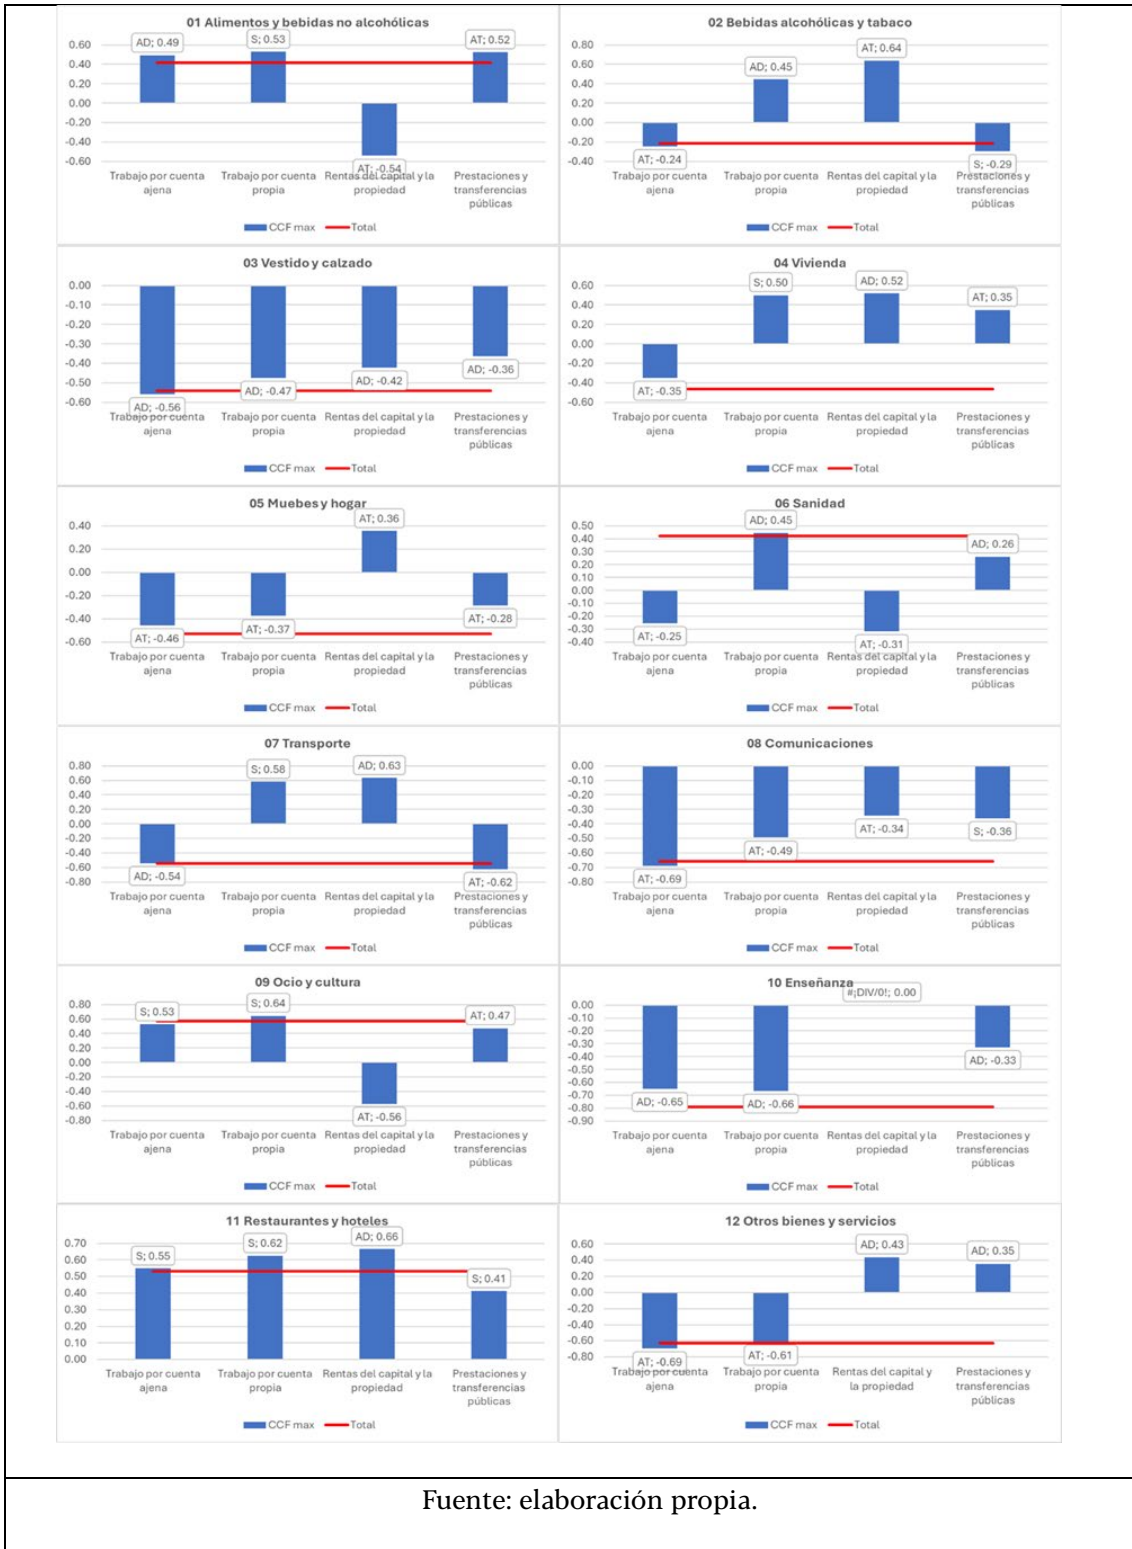 01 Alimentos y bebidas no alcohólicas
0.60
0.40
0.20
0.00
-0.20
-0.40
-0.60
AD; 0.49
S; 0.53
AT; -0.54
AT; 0.52
Trabajo por cuenta ajena
Trabajo por cuenta propia
Rentas del capital y la propiedad
Prestaciones y transferencias públicas
CCF max
Total
02 Bebidas alcohólicas y tabaco
0.80
0.60
0.40
0.20
0.00
-0.20
-0.40
AT; -0.24
AD; 0.45
AT; 0.64
S; -0.29
Trabajo por cuenta ajena
Trabajo por cuenta propia
Rentas del capital y la propiedad
Prestaciones y transferencias públicas
CCF max
Total
03 Vestido y calzado
0.00
-0.10
-0.20
-0.30
-0.40
-0.50
-0.60
AD; -0.56
AD; -0.47
AD; -0.42
AD; -0.36
Trabajo por cuenta ajena
Trabajo por cuenta propia
Rentas del capital y la propiedad
Prestaciones y transferencias públicas
CCF max
Total
04 Vivienda
0.60
0.40
0.20
0.00
-0.20
-0.40
-0.60
AT; -0.35
S; 0.50
AD; 0.52
AT; 0.35
Trabajo por cuenta ajena
Trabajo por cuenta propia
Rentas del capital y la propiedad
Prestaciones y transferencias públicas
CCF max
Total
05 Muebes y hogar
0.40
0.20
0.00
-0.20
-0.40
-0.60
AT; -0.46
AT; -0.37
AT; 0.36
AT; -0.28
Trabajo por cuenta ajena
Trabajo por cuenta propia
Rentas del capital y la propiedad
Prestaciones y transferencias públicas
CCF max
Total
06 Sanidad
0.50
0.40
0.30
0.20
0.10
0.00
-0.10
-0.20
-0.30
-0.40
AT; -0.25
AD; 0.45
AT; -0.31
AD; 0.26
Trabajo por cuenta ajena
Trabajo por cuenta propia
Rentas del capital y la propiedad
Prestaciones y transferencias públicas
CCF max
Total
07 Transporte
0.80
0.60
0.40
0.20
0.00
-0.20
-0.40
-0.60
-0.80
AD; -0.54
S; 0.58
AD; 0.63
AT; -0.62
Trabajo por cuenta ajena
Trabajo por cuenta propia
Rentas del capital y la propiedad
Prestaciones y transferencias públicas
CCF max
Total
08 Comunicaciones
0.00
-0.10
-0.20
-0.30
-0.40
-0.50
-0.60
-0.70
-0.80
AT; -0.69
AT; -0.49
AT; -0.34
S; -0.36
Trabajo por cuenta ajena
Trabajo por cuenta propia
Rentas del capital y la propiedad
Prestaciones y transferencias públicas
CCF max
Total
09 Ocio y cultura
0.80
0.60
0.40
0.20
0.00
-0.20
-0.40
-0.60
-0.80
S; 0.53
S; 0.64
AT; -0.56
AT; 0.47
Trabajo por cuenta ajena
Trabajo por cuenta propia
Rentas del capital y la propiedad
Prestaciones y transferencias públicas
CCF max
Total
10 Enseñanza
0.00
-0.10
-0.20
-0.30
-0.40
-0.50
-0.60
-0.70
-0.80
-0.90
AD; -0.65
AD; -0.66
#¡DIV/0!; 0.00
AD; -0.33
Trabajo por cuenta ajena
Trabajo por cuenta propia
Rentas del capital y la propiedad
Prestaciones y transferencias públicas
CCF max
Total
11 Restaurantes y hoteles
0.70
0.60
0.50
0.40
0.30
0.20
0.10
0.00
S; 0.55
S; 0.62
AD; 0.66
S; 0.41
Trabajo por cuenta ajena
Trabajo por cuenta propia
Rentas del capital y la propiedad
Prestaciones y transferencias públicas
CCF max
Total
12 Otros bienes y servicios
0.60
0.40
0.20
0.00
-0.20
-0.40
-0.60
-0.80
AT; -0.69
AT; -0.61
AD; 0.43
AD; 0.35
Trabajo por cuenta ajena
Trabajo por cuenta propia
Rentas del capital y la propiedad
Prestaciones y transferencias públicas
CCF max
Total
Fuente: elaboración propia.